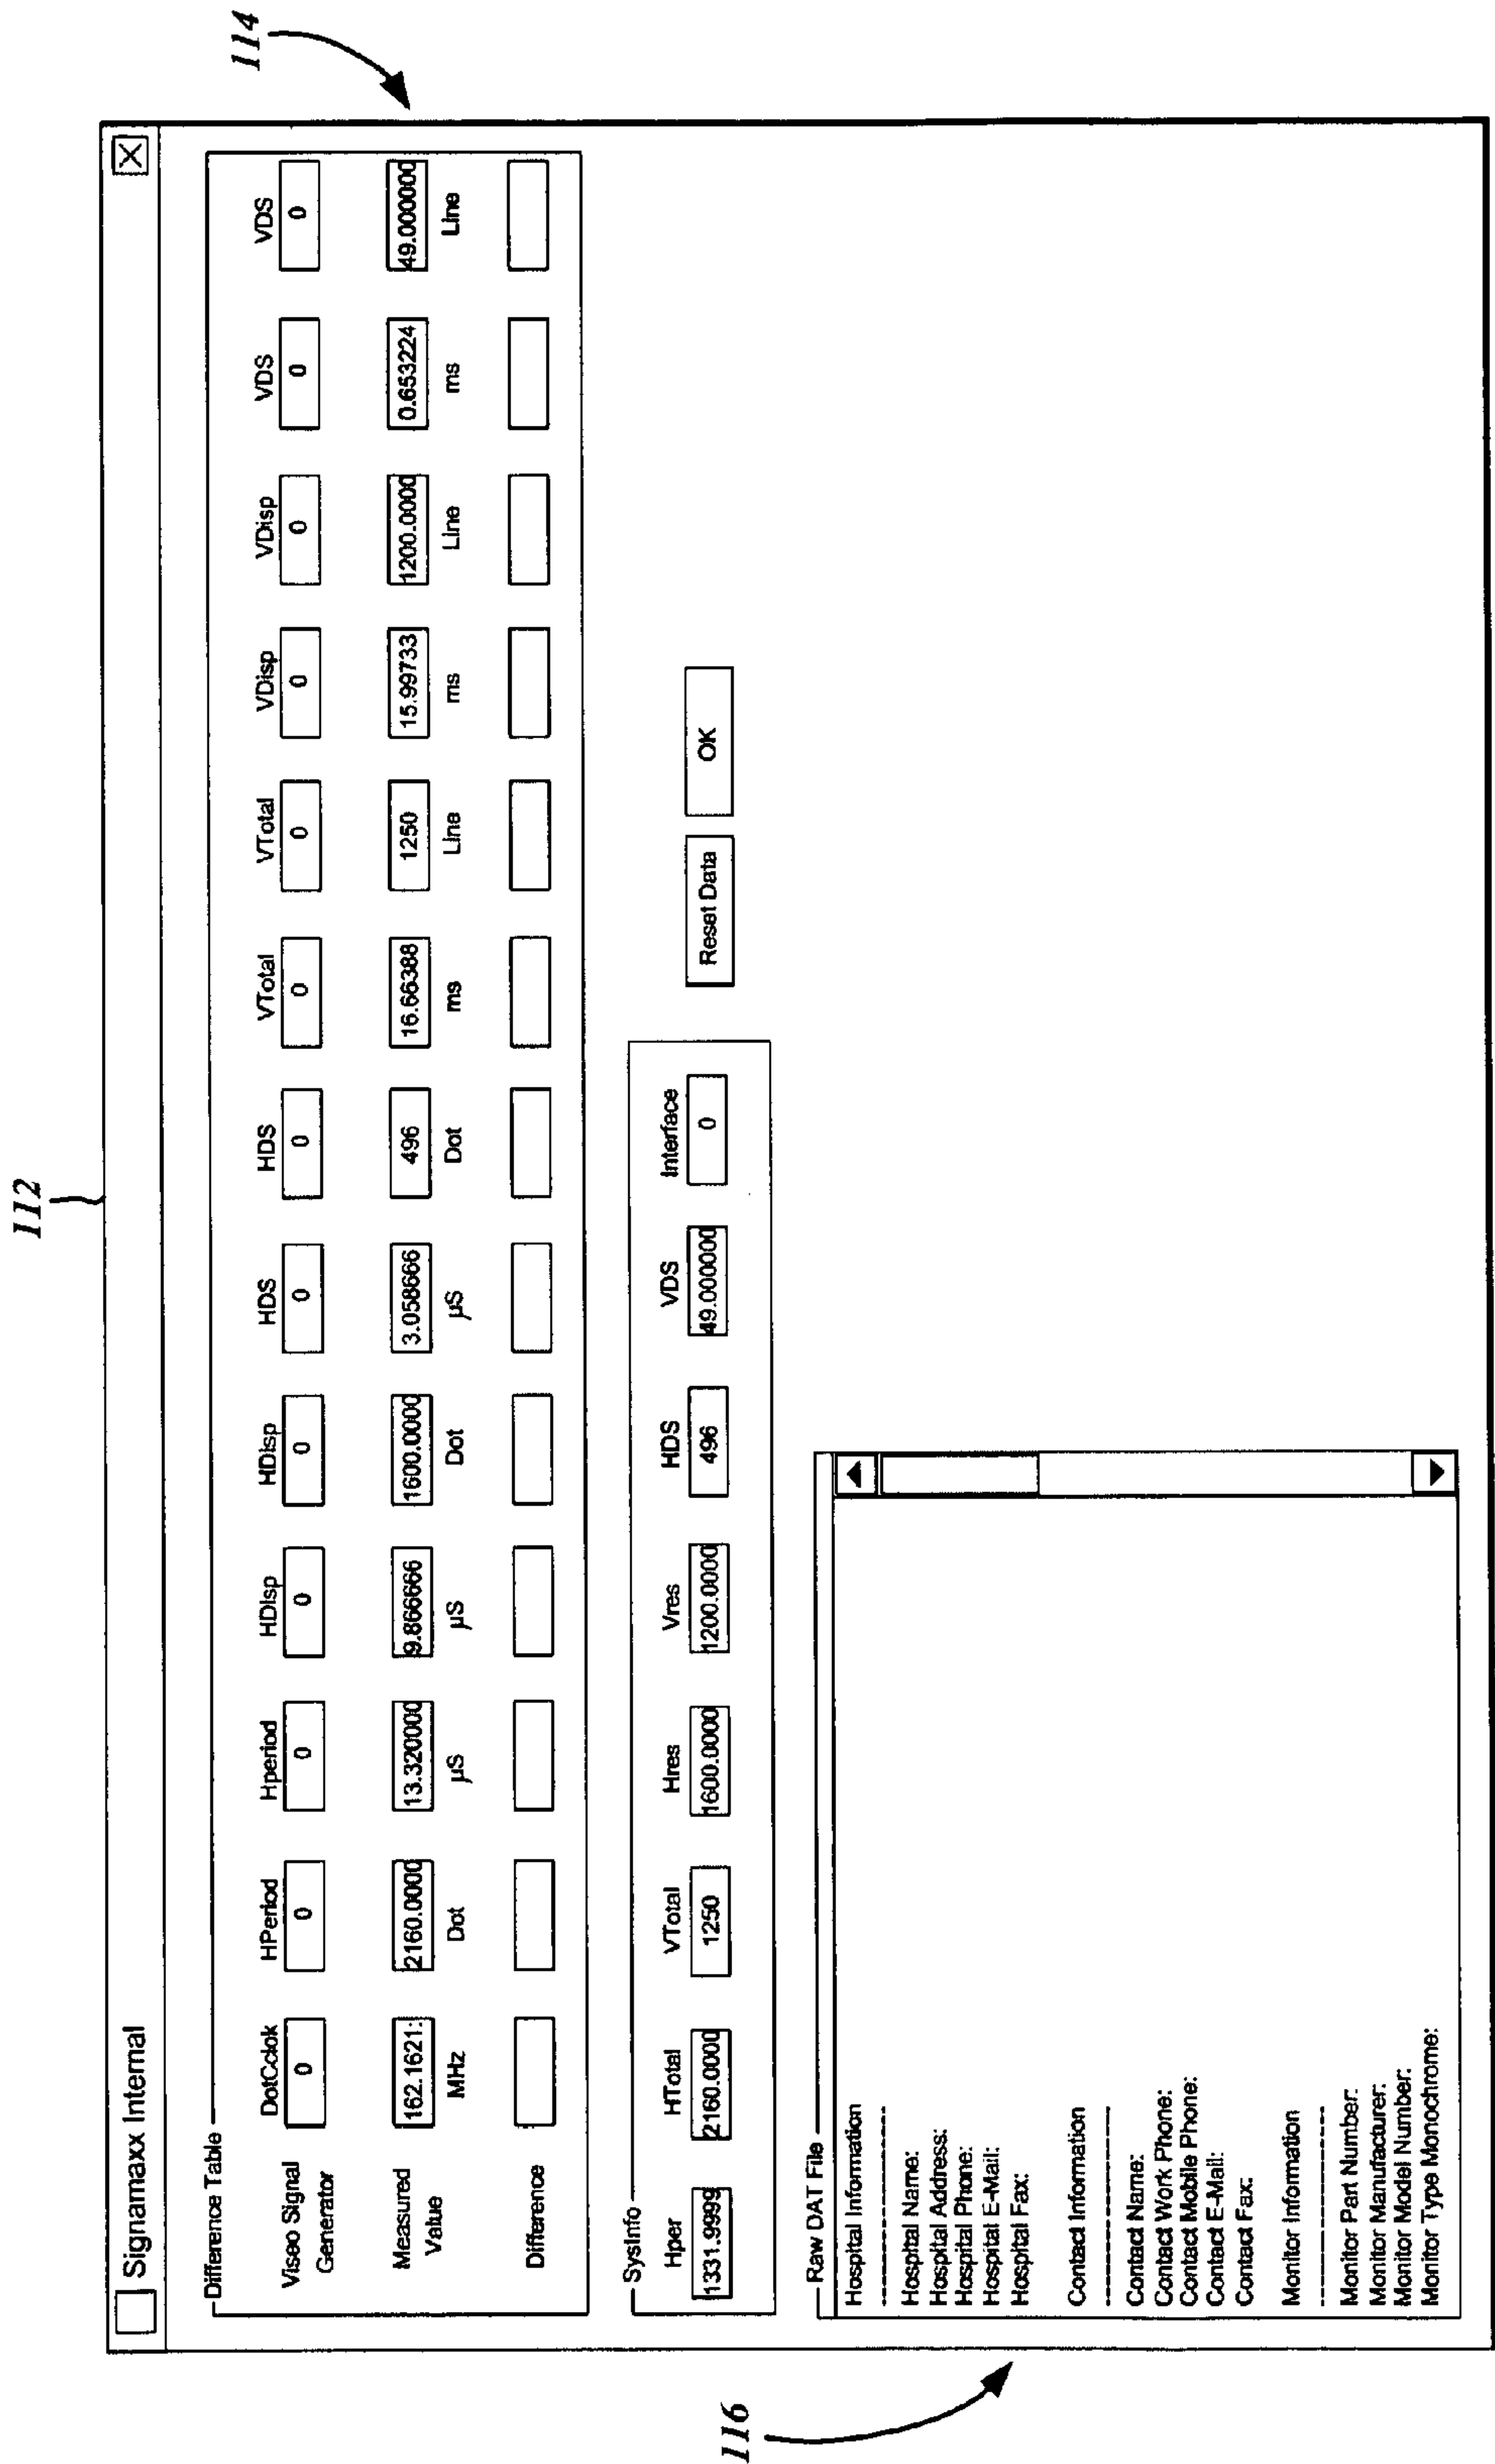 112
114
Signamaxx Internal
Difference Table
DotCclok HPeriod Hperiod HDIsp HDIsp HDS HDS VTotal VTotal VDisp VDisp VDS VDS
Viseo Signal Generator 0 0 0 0 0 0 0 0 0 0 0 0 0
Measured Value 162.1621: 2160.0000 13.320000 9.866666 1600.0000 3.058666 496 16.66388 1250 15.99733 1200.0000 0.653224 49.000000
MHz Dot µS µS Dot µS Dot ms Line ms Line ms Line
Difference
SysInfo
Hper HTotal VTotal Hres Vres HDS VDS Interface
1331.9999 2160.0000 1250 1600.0000 1200.0000 496 49.000000 0
Reset Data OK
116
Raw DAT File
Hospital Information
--------------
Hospital Name:
Hospital Address:
Hospital Phone:
Hospital E-Mail:
Hospital Fax:
Contact Information
--------------
Contact Name:
Contact Work Phone:
Contact Mobile Phone:
Contact E-Mail:
Contact Fax:
Monitor Information
--------------
Monitor Part Number:
Monitor Manufacturer:
Monitor Model Number:
Monitor Type Monochrome: